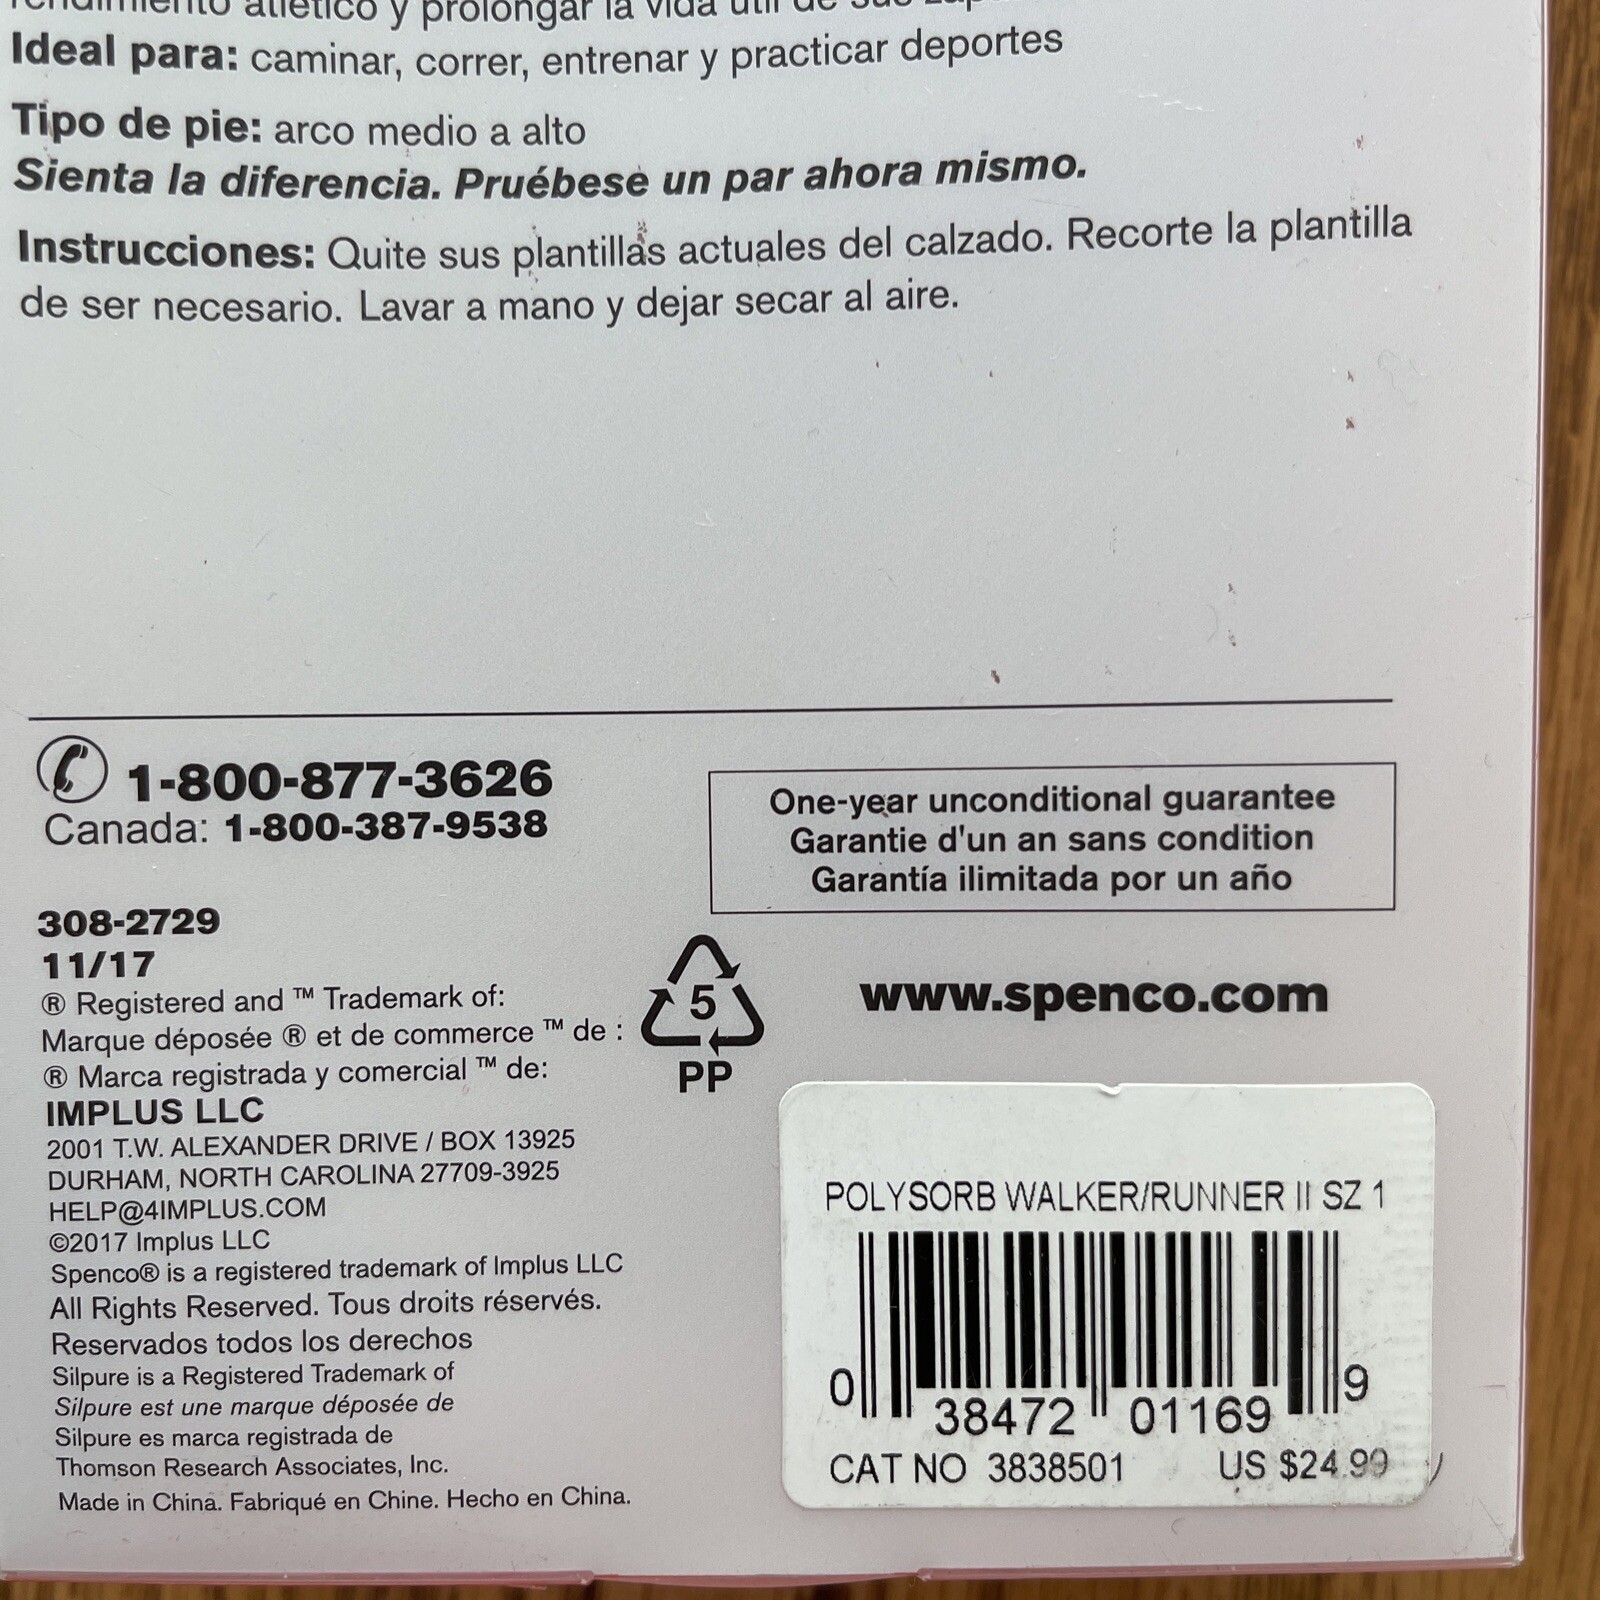 rendimiento atlético y prolongar la vida útil de sus
Ideal para: caminar, correr, entrenar y practicar deportes
Tipo de pie: arco medio a alto
Sienta la diferencia. Pruébese un par ahora mismo.
Instrucciones: Quite sus plantillas actuales del calzado. Recorte la plantilla
de ser necesario. Lavar a mano y dejar secar al aire.
1-800-877-3626
Canada: 1-800-387-9538
One-year unconditional guarantee
Garantie d'un an sans condition
Garantía ilimitada por un año
308-2729
11/17
® Registered and ™ Trademark of:
Marque déposée ® et de commerce ™ de :
® Marca registrada y comercial ™ de:
IMPLUS LLC
2001 T.W. ALEXANDER DRIVE / BOX 13925
DURHAM, NORTH CAROLINA 27709-3925
HELP@4IMPLUS.COM
©2017 Implus LLC
Spenco® is a registered trademark of Implus LLC
All Rights Reserved. Tous droits réservés.
Reservados todos los derechos
Silpure is a Registered Trademark of
Silpure est une marque déposée de
Silpure es marca registrada de
Thomson Research Associates, Inc.
Made in China. Fabriqué en Chine. Hecho en China.
5
PP
www.spenco.com
POLYSORB WALKER/RUNNER II SZ 1
0 38472 01169 9
CAT NO 3838501 US $24.99